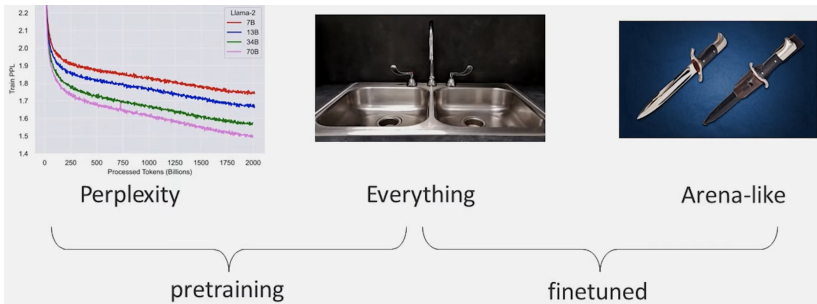 Llama-2
7B
13B
34B
70B
2.2
2.1
2.0
1.9
1.8
1.7
1.6
1.5
1.4
Train PPL
0 250 500 750 1000 1250 1500 1750 2000
Processed Tokens (Billions)
Perplexity Everything Arena-like
pretraining finetuned